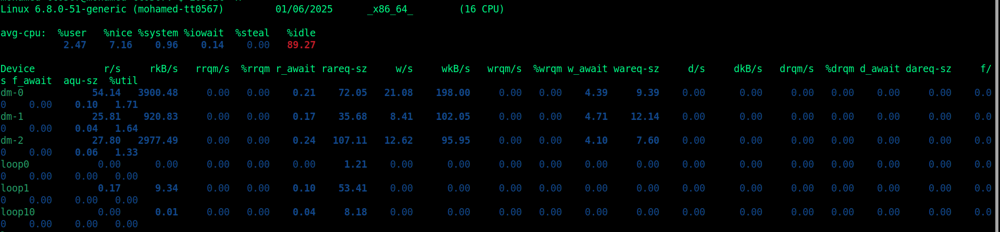 Linux 6.8.0-51-generic (mohamed-tt0567) 01/06/2025 _x86_64_ (16 CPU)
avg-cpu: %user %nice %system %iowait %steal %idle
2.47 7.16 0.96 0.14 0.00 89.27
Device r/s rkB/s rrqm/s %rrqm r_await rareq-sz w/s wkB/s wrqm/s %wrqm w_await wareq-sz d/s dkB/s drqm/s %drqm d_await dareq-sz f/
s f_await aqu-sz %util
dm-0 54.14 3900.48 0.00 0.00 0.21 72.05 21.08 198.00 0.00 0.00 4.39 9.39 0.00 0.00 0.00 0.00 0.00 0.00 0.0
0 0.00 0.10 1.71
dm-1 25.81 920.83 0.00 0.00 0.17 35.68 8.41 102.05 0.00 0.00 4.71 12.14 0.00 0.00 0.00 0.00 0.00 0.00 0.0
0 0.00 0.04 1.64
dm-2 27.80 2977.49 0.00 0.00 0.24 107.11 12.62 95.95 0.00 0.00 4.10 7.60 0.00 0.00 0.00 0.00 0.00 0.00 0.0
0 0.00 0.06 1.33
loop0 0.00 0.00 0.00 0.00 0.00 1.21 0.00 0.00 0.00 0.00 0.00 0.00 0.00 0.00 0.00 0.00 0.00 0.00 0.0
0 0.00 0.00 0.00
loop1 0.17 9.34 0.00 0.00 0.10 53.41 0.00 0.00 0.00 0.00 0.00 0.00 0.00 0.00 0.00 0.00 0.00 0.00 0.0
0 0.00 0.00 0.00
loop10 0.00 0.01 0.00 0.00 0.04 8.18 0.00 0.00 0.00 0.00 0.00 0.00 0.00 0.00 0.00 0.00 0.00 0.00 0.0
0 0.00 0.00 0.00